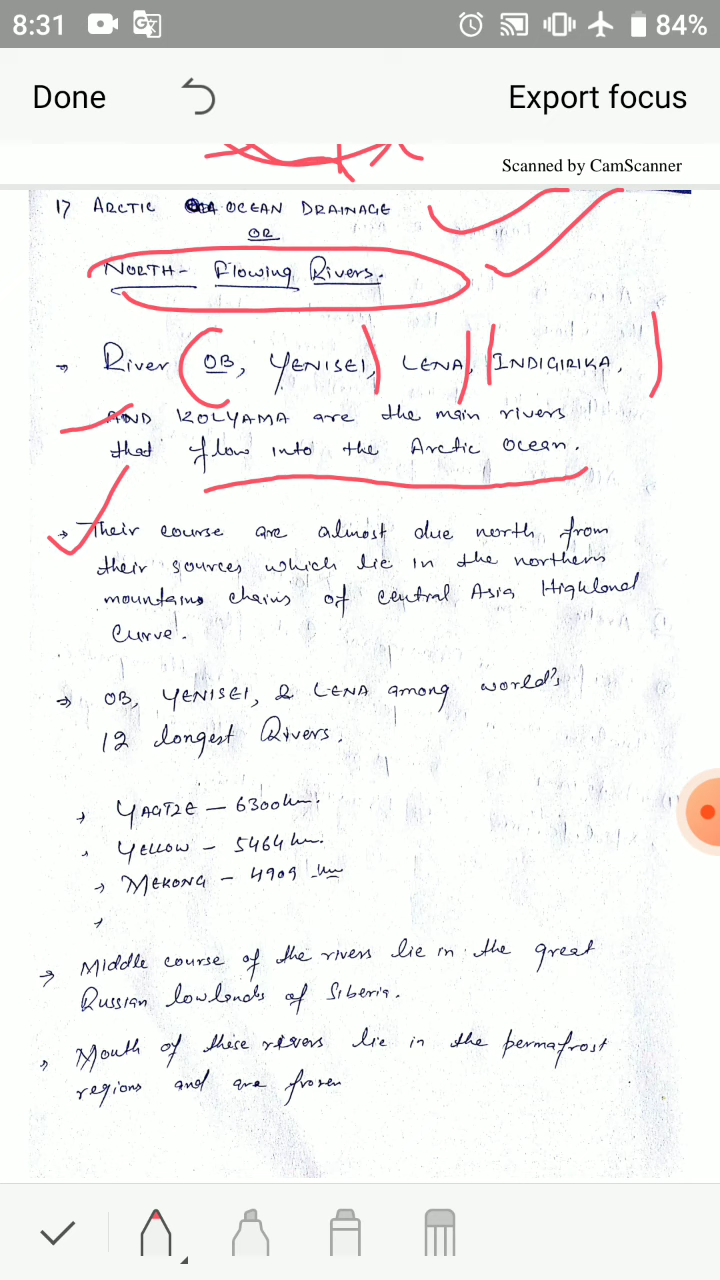 8:31
84%
Done
Export focus
Scanned by CamScanner
17 ARCTIC OCEAN DRAINAGE
OR
NORTH- Flowing Rivers.
→ River OB, YENISEI, LENA, INDIGIRIKA,
AND KOLYAMA are the main rivers
that flow into the Arctic Ocean.
→ Their course are almost due north, from
their sources which lie in the northern
mountains chains of central Asia Highland
Curve.
⇒ OB, YENISEI, & LENA among world's
12 longest Rivers.
→ YAGTZE - 6300km.
→ YELLOW - 5464 km.
→ MEKONG - 4909 km
→
→ Middle course of the rivers lie in the great
Russian lowlands of Siberia.
→ Mouth of these rivers lie in the permafrost
regions and are frozen